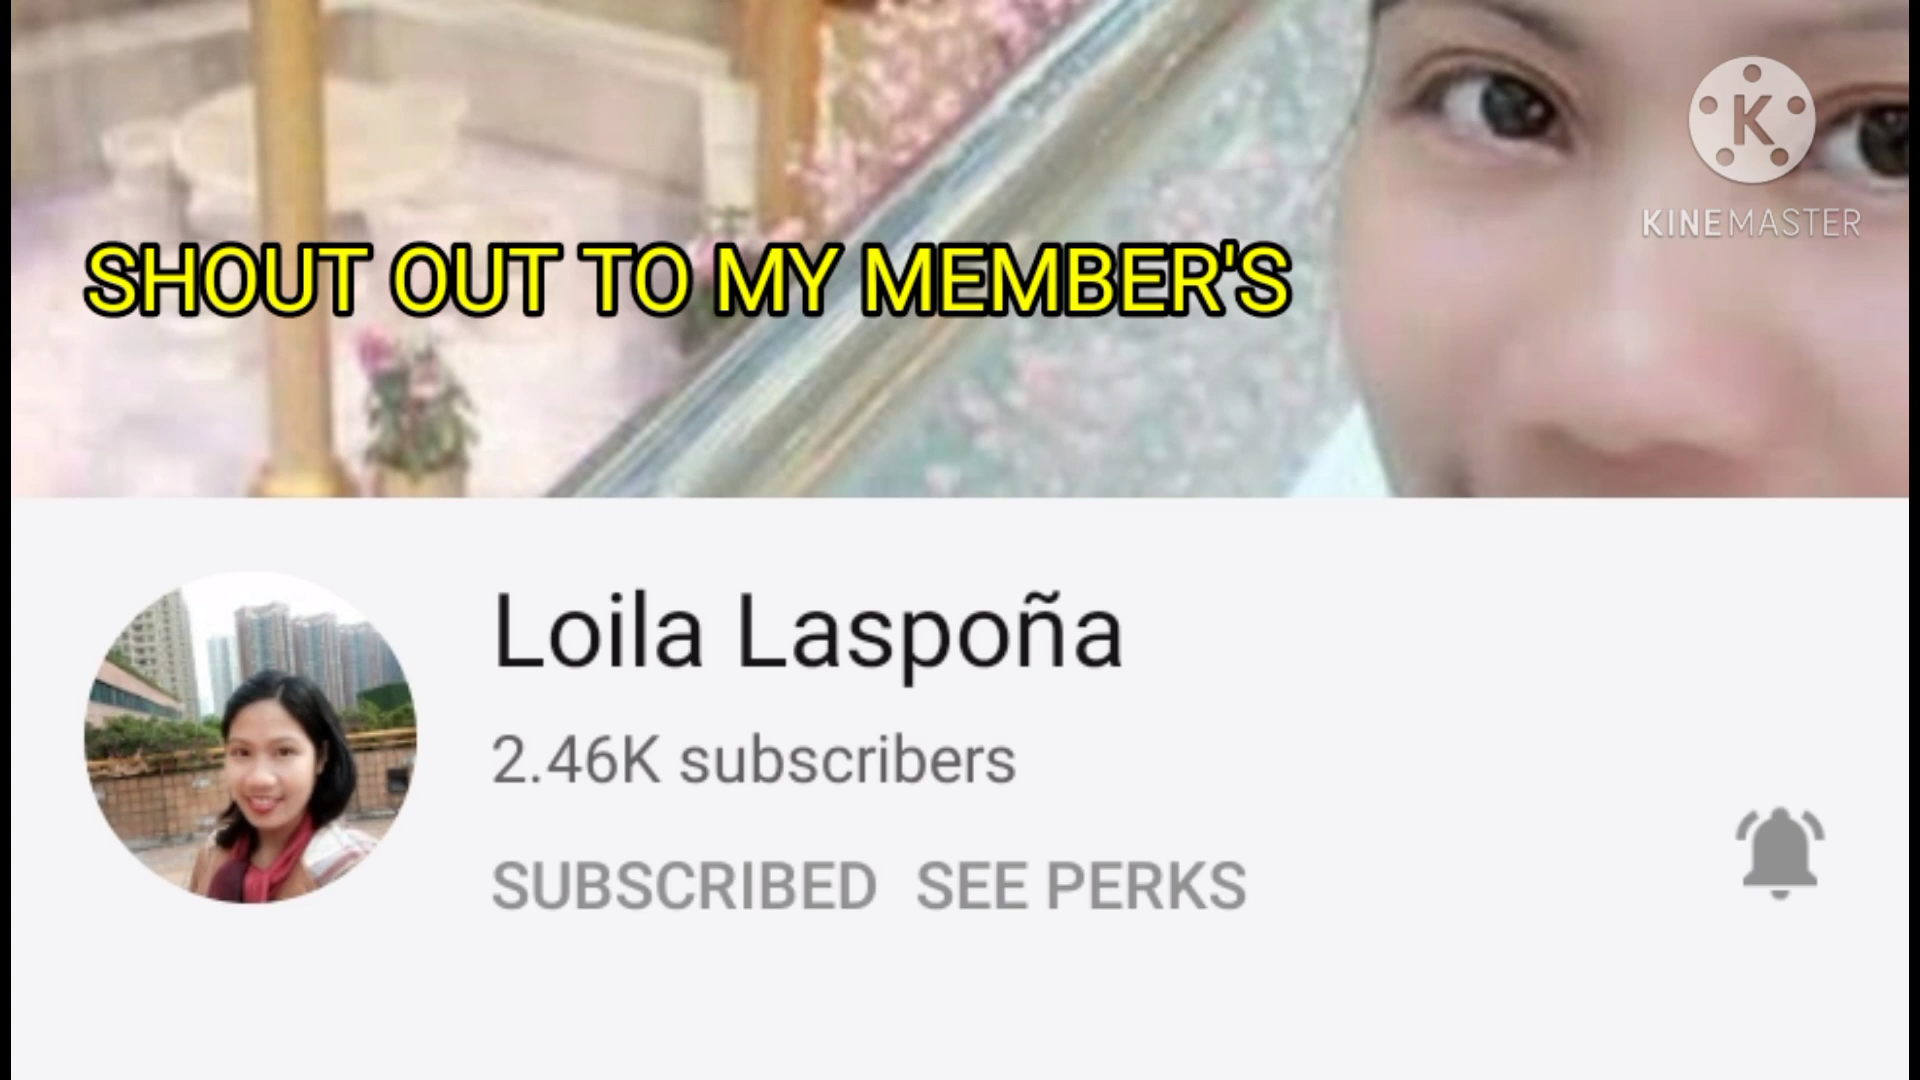 K
KINEMASTER
SHOUT OUT TO MY MEMBER'S
Loila Laspoña
2.46K subscribers
SUBSCRIBED SEE PERKS